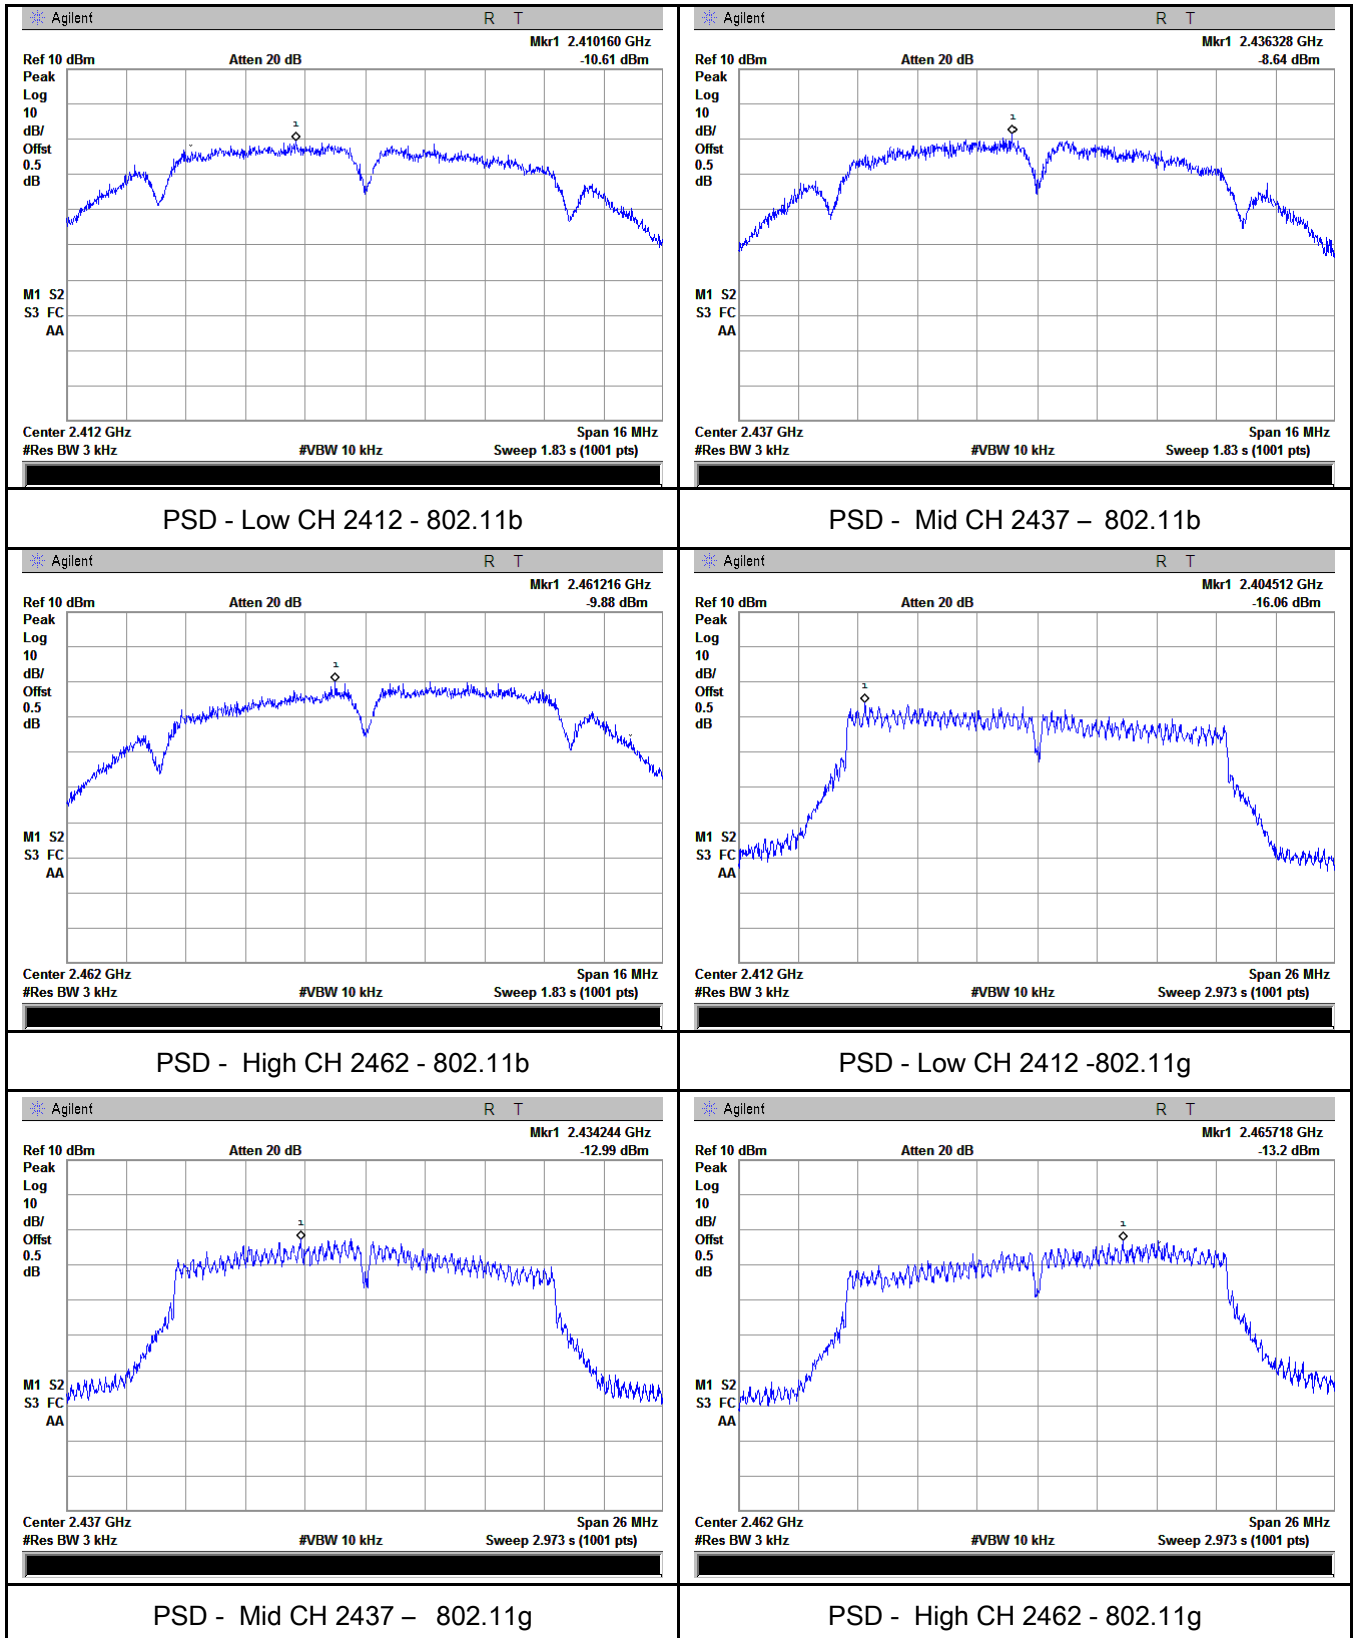 Agilent R T
Mkr1 2.410160 GHz
Ref 10 dBm Atten 20 dB -10.61 dBm
Peak
Log
10
dB/
Offst
0.5
dB
1
M1 S2
S3 FC
AA
Center 2.412 GHz Span 16 MHz
#Res BW 3 kHz #VBW 10 kHz Sweep 1.83 s (1001 pts)
PSD - Low CH 2412 - 802.11b
Agilent R T
Mkr1 2.436328 GHz
Ref 10 dBm Atten 20 dB -8.64 dBm
Peak
Log
10
dB/
Offst
0.5
dB
1
M1 S2
S3 FC
AA
Center 2.437 GHz Span 16 MHz
#Res BW 3 kHz #VBW 10 kHz Sweep 1.83 s (1001 pts)
PSD - Mid CH 2437 – 802.11b
Agilent R T
Mkr1 2.461216 GHz
Ref 10 dBm Atten 20 dB -9.88 dBm
Peak
Log
10
dB/
Offst
0.5
dB
1
M1 S2
S3 FC
AA
Center 2.462 GHz Span 16 MHz
#Res BW 3 kHz #VBW 10 kHz Sweep 1.83 s (1001 pts)
PSD - High CH 2462 - 802.11b
Agilent R T
Mkr1 2.404512 GHz
Ref 10 dBm Atten 20 dB -16.06 dBm
Peak
Log
10
dB/
Offst
0.5
dB
1
M1 S2
S3 FC
AA
Center 2.412 GHz Span 26 MHz
#Res BW 3 kHz #VBW 10 kHz Sweep 2.973 s (1001 pts)
PSD - Low CH 2412 -802.11g
Agilent R T
Mkr1 2.434244 GHz
Ref 10 dBm Atten 20 dB -12.99 dBm
Peak
Log
10
dB/
Offst
0.5
dB
1
M1 S2
S3 FC
AA
Center 2.437 GHz Span 26 MHz
#Res BW 3 kHz #VBW 10 kHz Sweep 2.973 s (1001 pts)
PSD - Mid CH 2437 – 802.11g
Agilent R T
Mkr1 2.465718 GHz
Ref 10 dBm Atten 20 dB -13.2 dBm
Peak
Log
10
dB/
Offst
0.5
dB
1
M1 S2
S3 FC
AA
Center 2.462 GHz Span 26 MHz
#Res BW 3 kHz #VBW 10 kHz Sweep 2.973 s (1001 pts)
PSD - High CH 2462 - 802.11g